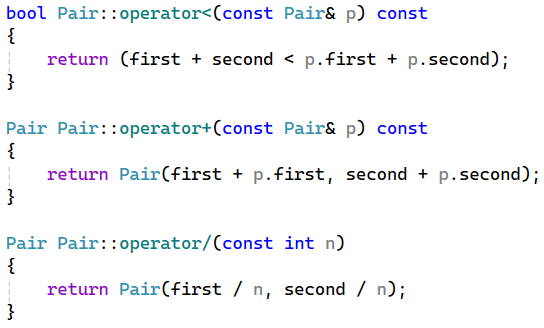 bool Pair::operator<(const Pair& p) const
{
    return (first + second < p.first + p.second);
}

Pair Pair::operator+(const Pair& p) const
{
    return Pair(first + p.first, second + p.second);
}

Pair Pair::operator/(const int n)
{
    return Pair(first / n, second / n);
}